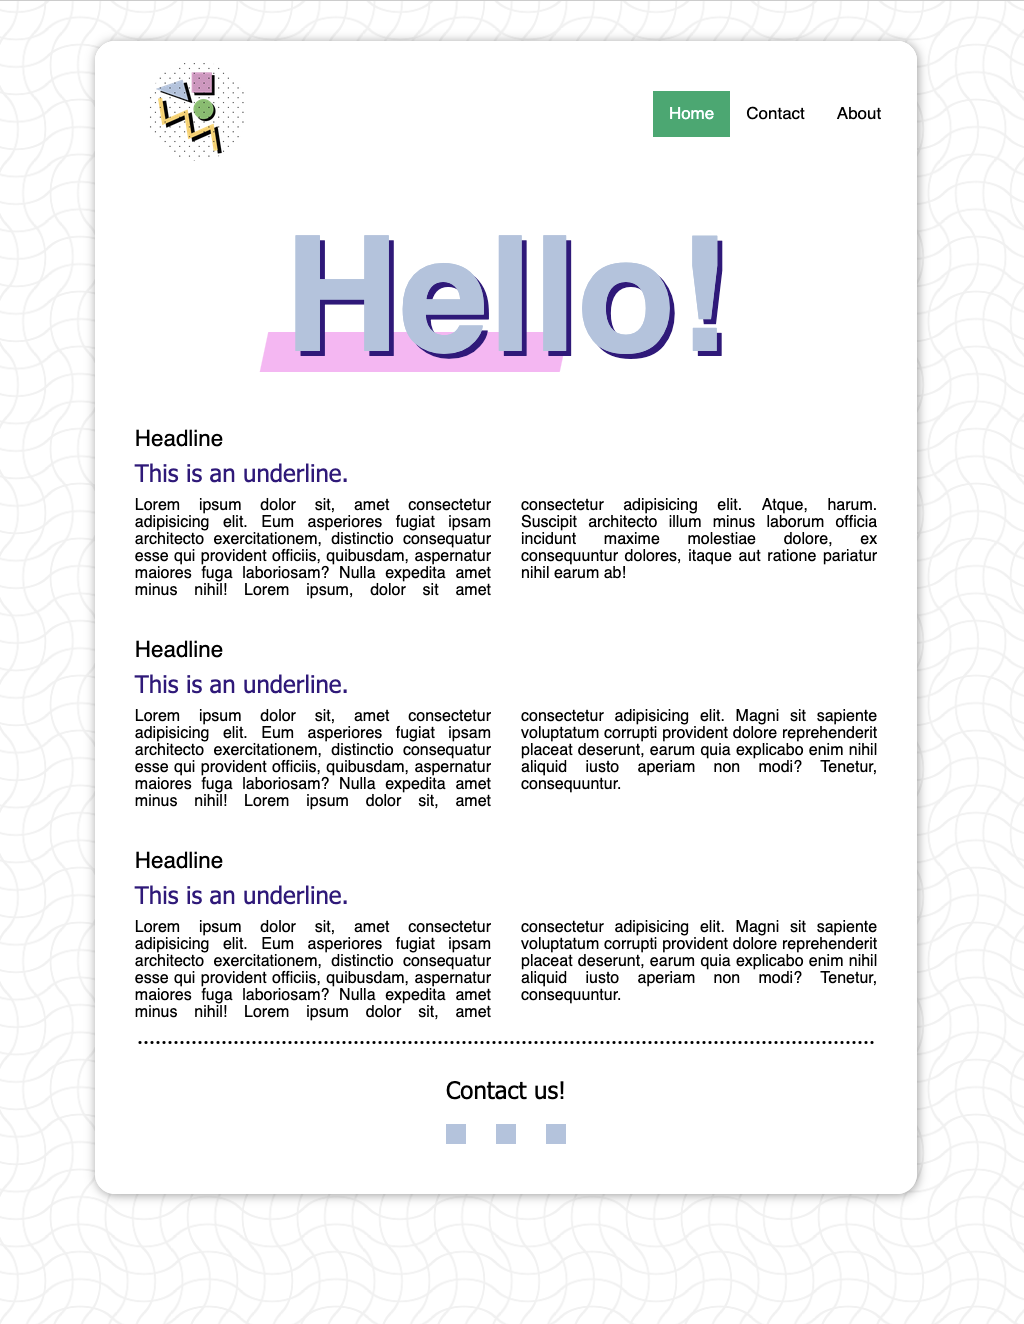 Home Contact About
Hello!
Headline
This is an underline.
Lorem ipsum dolor sit, amet consectetur
adipisicing elit. Eum asperiores fugiat ipsam
architecto exercitationem, distinctio consequatur
esse qui provident officiis, quibusdam, aspernatur
maiores fuga laboriosam? Nulla expedita amet
minus nihil! Lorem ipsum, dolor sit amet
consectetur adipisicing elit. Atque, harum.
Suscipit architecto illum minus laborum officia
incidunt maxime molestiae dolore, ex
consequuntur dolores, itaque aut ratione pariatur
nihil earum ab!
Headline
This is an underline.
Lorem ipsum dolor sit, amet consectetur
adipisicing elit. Eum asperiores fugiat ipsam
architecto exercitationem, distinctio consequatur
esse qui provident officiis, quibusdam, aspernatur
maiores fuga laboriosam? Nulla expedita amet
minus nihil! Lorem ipsum dolor sit, amet
consectetur adipisicing elit. Magni sit sapiente
voluptatum corrupti provident dolore reprehenderit
placeat deserunt, earum quia explicabo enim nihil
aliquid iusto aperiam non modi? Tenetur,
consequuntur.
Headline
This is an underline.
Lorem ipsum dolor sit, amet consectetur
adipisicing elit. Eum asperiores fugiat ipsam
architecto exercitationem, distinctio consequatur
esse qui provident officiis, quibusdam, aspernatur
maiores fuga laboriosam? Nulla expedita amet
minus nihil! Lorem ipsum dolor sit, amet
consectetur adipisicing elit. Magni sit sapiente
voluptatum corrupti provident dolore reprehenderit
placeat deserunt, earum quia explicabo enim nihil
aliquid iusto aperiam non modi? Tenetur,
consequuntur.
Contact us!